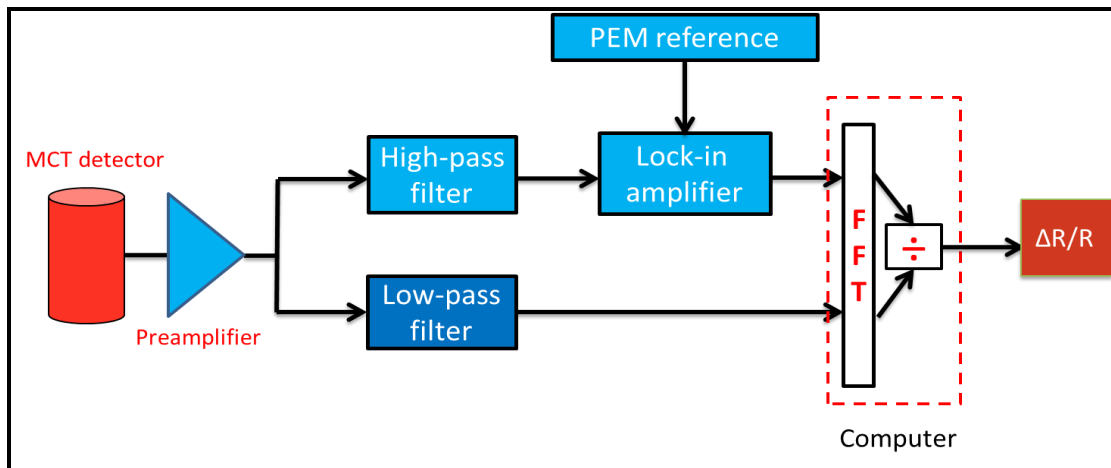 PEM reference
MCT detector
High-pass
filter
Lock-in
amplifier
F
F
T
÷
ΔR/R
Low-pass
filter
Preamplifier
Computer